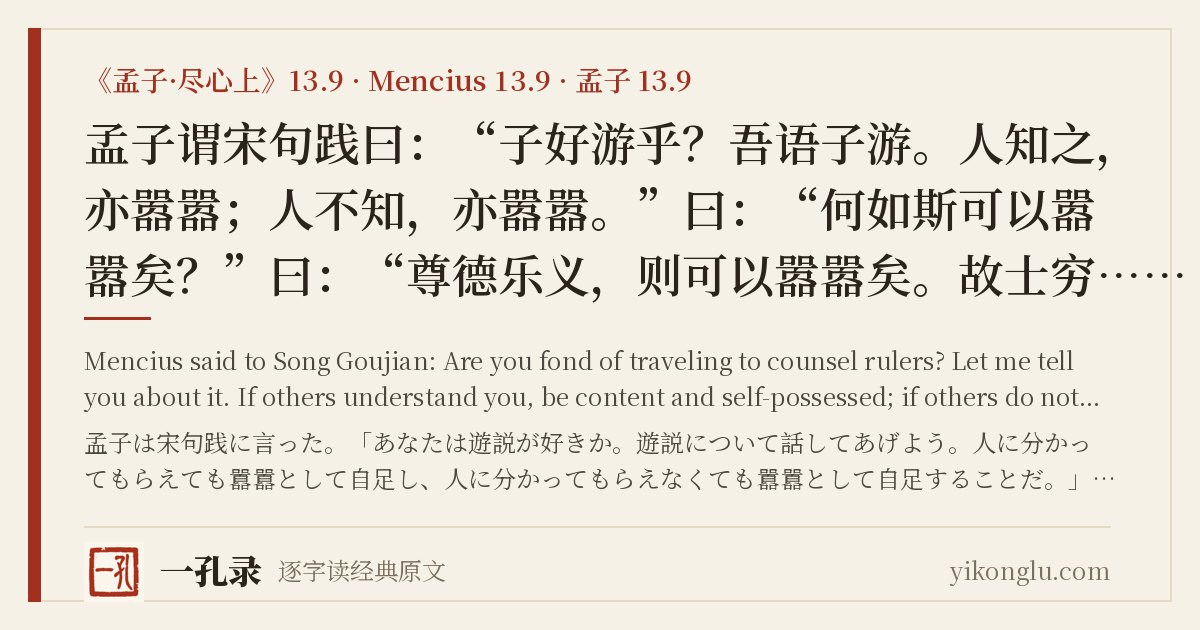 《孟子·尽心上》13.9 · Mencius 13.9 · 孟子 13.9
孟子谓宋句践曰：“子好游乎？吾语子游。人知之，
亦嚣嚣；人不知，亦嚣嚣。”曰：“何如斯可以嚣
嚣矣？”曰：“尊德乐义，则可以嚣嚣矣。故士穷……
Mencius said to Song Goujian: Are you fond of traveling to counsel rulers? Let me tell
you about it. If others understand you, be content and self-possessed; if others do not…
孟子は宋句践に言った。「あなたは遊説が好きか。遊説について話してあげよう。人に分かっ
てもらえても囂囂として自足し、人に分かってもらえなくても囂囂として自足することだ。」…
一孔
一孔录 逐字读经典原文 yikonglu.com